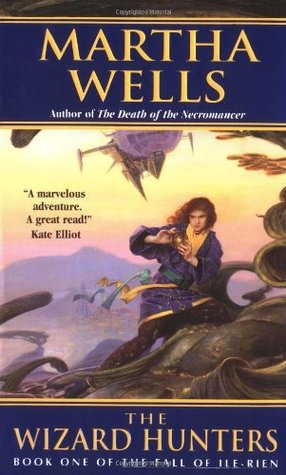 MARTHA
WELLS
Author of The Death of the Necromancer
"A marvelous
adventure.
A great read!"
Kate Elliot
THE
WIZARD HUNTERS
BOOK ONE OF THE FALL OF ILE-RIEN